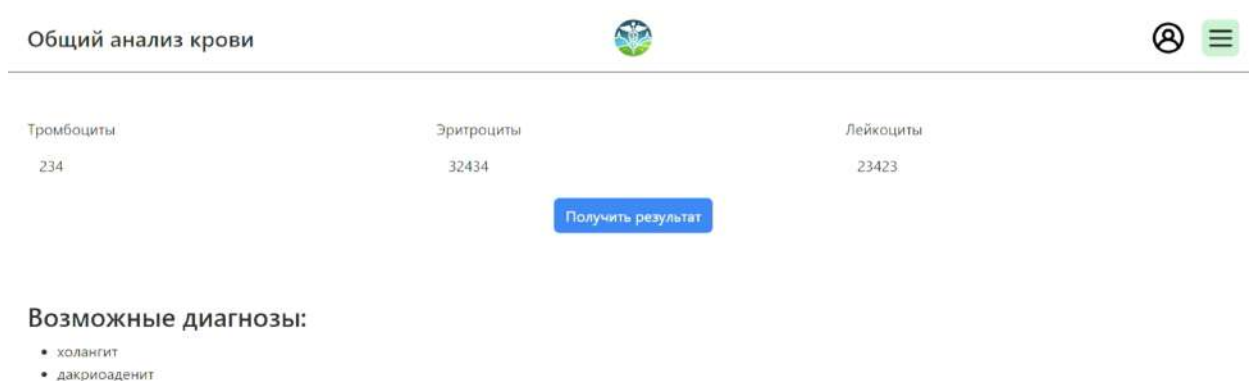 Общий анализ крови
Тромбоциты Эритроциты Лейкоциты
234 32434 23423
Получить результат
Возможные диагнозы:
• холангит
• дакриоаденит